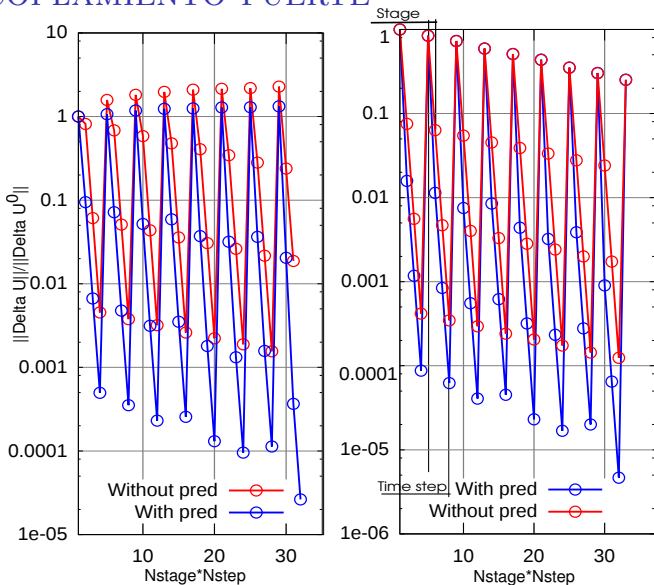 COPLAMIENTO FUERTE
Stage
10
1
0.1
0.01
0.001
0.0001
1e-05
||Delta U||/||Delta U^0||
Without pred
With pred
10
20
30
Nstage*Nstep
1
0.1
0.01
0.001
0.0001
1e-05
1e-06
Time step
With pred
Without pred
10
20
30
Nstage*Nstep